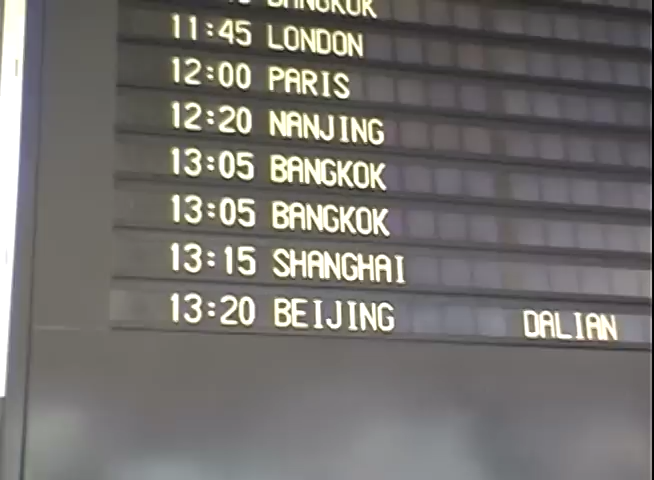 BANGKOK
11:45 LONDON
12:00 PARIS
12:20 NANJING
13:05 BANGKOK
13:05 BANGKOK
13:15 SHANGHAI
13:20 BEIJING DALIAN